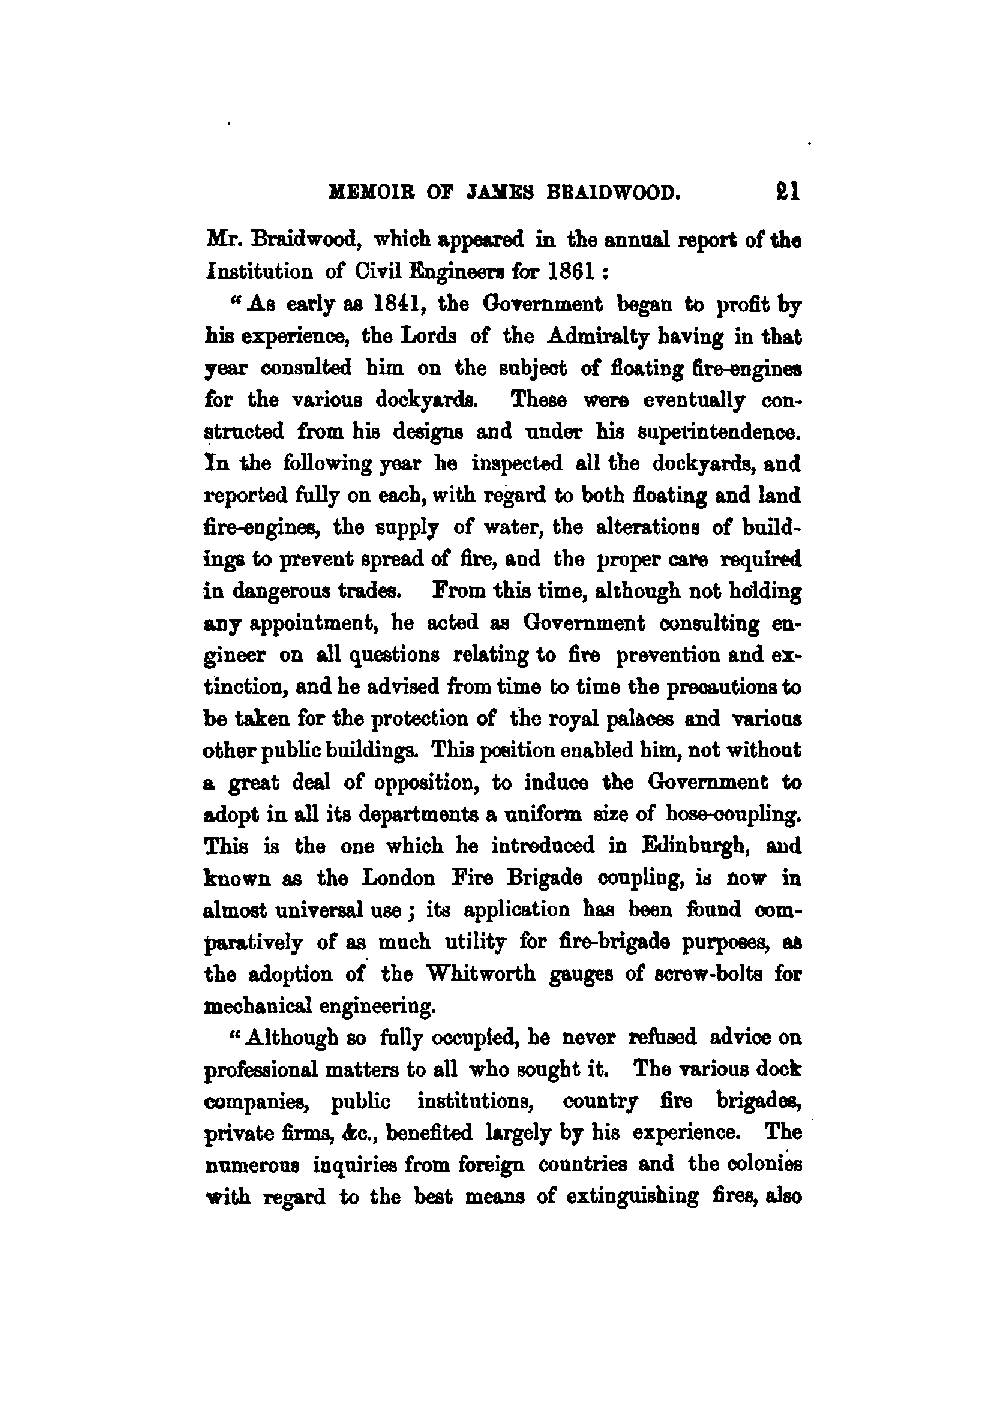 MEMOIR OF JAMES BRAIDWOOD. 21
Mr. Braidwood, which appeared in the annual report of the
Institution of Civil Engineers for 1861 :
“As early as 1841, the Government began to profit by
his experience, the Lords of the Admiralty having in that
year consulted him on the subject of floating fire-engines
for the various dockyards. These were eventually con-
structed from his designs and under his superintendence.
In the following year he inspected all the dockyards, and
reported fully on each, with regard to both floating and land
fire-engines, the supply of water, the alterations of build-
ings to prevent spread of fire, and the proper care required
in dangerous trades. From this time, although not holding
any appointment, he acted as Government consulting en-
gineer on all questions relating to fire prevention and ex-
tinction, and he advised from time to time the precautions to
be taken for the protection of the royal palaces and various
other public buildings. This position enabled him, not without
a great deal of opposition, to induce the Government to
adopt in all its departments a uniform size of hose-coupling.
This is the one which he introduced in Edinburgh, and
known as the London Fire Brigade coupling, is now in
almost universal use ; its application has been found com-
paratively of as much utility for fire-brigade purposes, as
the adoption of the Whitworth gauges of screw-bolts for
mechanical engineering.
“Although so fully occupied, he never refused advice on
professional matters to all who sought it. The various dock
companies, public institutions, country fire brigades,
private firms, &c., benefited largely by his experience. The
numerous inquiries from foreign countries and the colonies
with regard to the best means of extinguishing fires, also